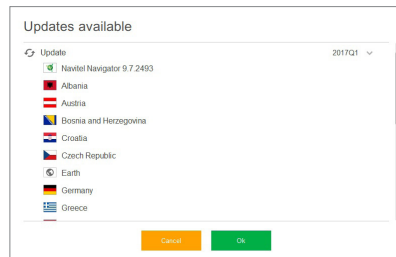 Updates available
Update 2017Q1
Navitel Navigator 9.7.2493
Albania
Austria
Bosnia and Herzegovina
Croatia
Czech Republic
Earth
Germany
Greece
Cancel Ok